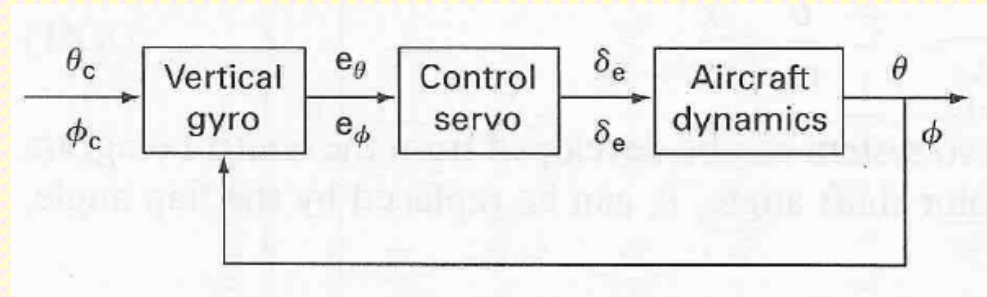 θc Vertical gyro eθ Control servo δe Aircraft dynamics θ
ϕc eϕ δe ϕ